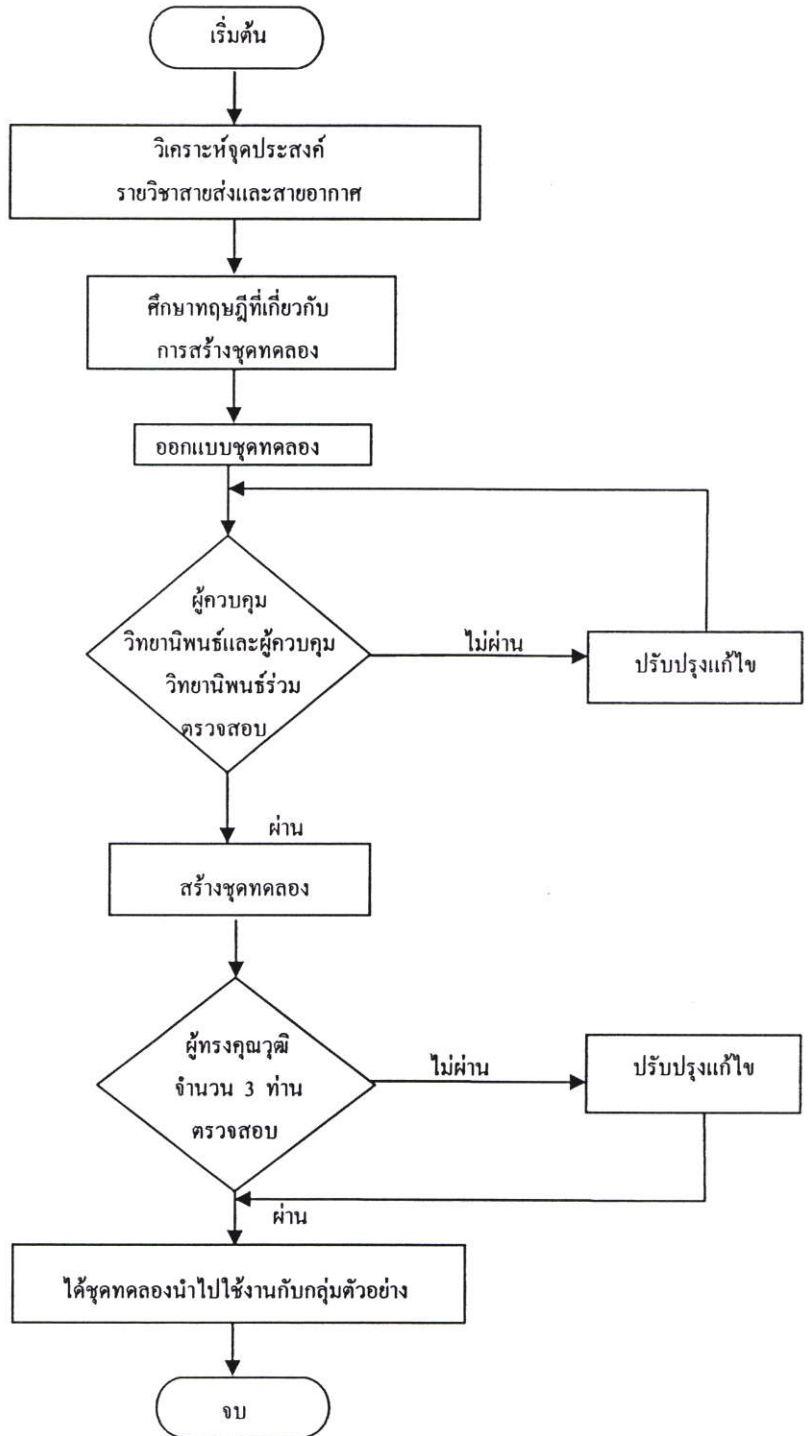 เริ่มต้น
วิเคราะห์จุดประสงค์
รายวิชาสายส่งและสายอากาศ
ศึกษาทฤษฎีที่เกี่ยวกับ
การสร้างชุดทดลอง
ออกแบบชุดทดลอง
ผู้ควบคุม
วิทยานิพนธ์และผู้ควบคุม
วิทยานิพนธ์ร่วม
ตรวจสอบ
ไม่ผ่าน
ปรับปรุงแก้ไข
ผ่าน
สร้างชุดทดลอง
ผู้ทรงคุณวุฒิ
จำนวน 3 ท่าน
ตรวจสอบ
ไม่ผ่าน
ปรับปรุงแก้ไข
ผ่าน
ได้ชุดทดลองนำไปใช้งานกับกลุ่มตัวอย่าง
จบ